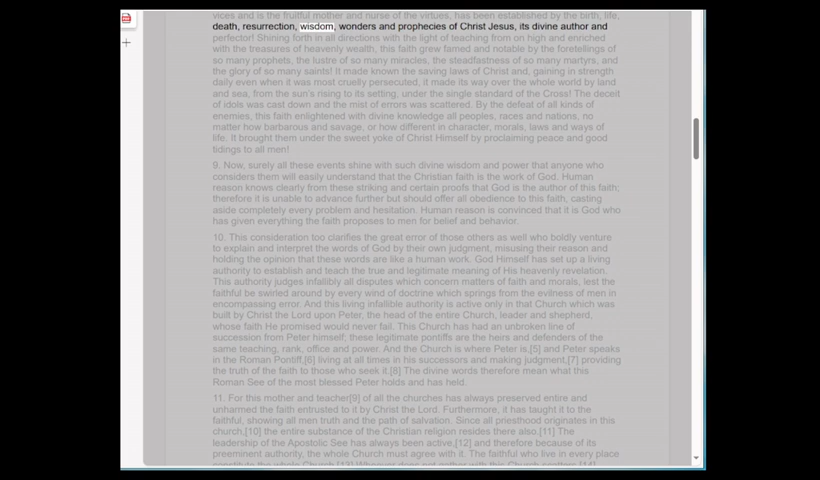 vices and is the fruitful mother and nurse of the virtues, has been established by the birth, life,
death, resurrection, wisdom, wonders and prophecies of Christ Jesus, its divine author and
perfector! Shining forth in all directions with the light of teaching from on high and enriched
with the treasures of heavenly wealth, this faith grew famed and notable by the foretellings of
so many prophets, the lustre of so many miracles, the steadfastness of so many martyrs, and
the glory of so many saints! It made known the saving laws of Christ and, gaining in strength
daily even when it was most cruelly persecuted, it made its way over the whole world by land
and sea, from the sun's rising to its setting, under the single standard of the Cross! The deceit
of idols was cast down and the mist of errors was scattered. By the defeat of all kinds of
enemies, this faith enlightened with divine knowledge all peoples, races and nations, no
matter how barbarous and savage, or how different in character, morals, laws and ways of
life. It brought them under the sweet yoke of Christ Himself by proclaiming peace and good
tidings to all men!
9. Now, surely all these events shine with such divine wisdom and power that anyone who
considers them will easily understand that the Christian faith is the work of God. Human
reason knows clearly from these striking and certain proofs that God is the author of this faith;
therefore it is unable to advance further but should offer all obedience to this faith, casting
aside completely every problem and hesitation. Human reason is convinced that it is God who
has given everything the faith proposes to men for belief and behavior.
10. This consideration too clarifies the great error of those others as well who boldly venture
to explain and interpret the words of God by their own judgment, misusing their reason and
holding the opinion that these words are like a human work. God Himself has set up a living
authority to establish and teach the true and legitimate meaning of His heavenly revelation.
This authority judges infallibly all disputes which concern matters of faith and morals, lest the
faithful be swirled around by every wind of doctrine which springs from the evilness of men in
encompassing error. And this living infallible authority is active only in that Church which was
built by Christ the Lord upon Peter, the head of the entire Church, leader and shepherd,
whose faith He promised would never fail. This Church has had an unbroken line of
succession from Peter himself; these legitimate pontiffs are the heirs and defenders of the
same teaching, rank, office and power. And the Church is where Peter is,[5] and Peter speaks
in the Roman Pontiff,[6] living at all times in his successors and making judgment,[7] providing
the truth of the faith to those who seek it.[8] The divine words therefore mean what this
Roman See of the most blessed Peter holds and has held.
11. For this mother and teacher[9] of all the churches has always preserved entire and
unharmed the faith entrusted to it by Christ the Lord. Furthermore, it has taught it to the
faithful, showing all men truth and the path of salvation. Since all priesthood originates in this
church,[10] the entire substance of the Christian religion resides there also.[11] The
leadership of the Apostolic See has always been active,[12] and therefore because of its
preeminent authority, the whole Church must agree with it. The faithful who live in every place
constitute the whole Church.[13] Whoever does not gather with this Church scatters.[14]